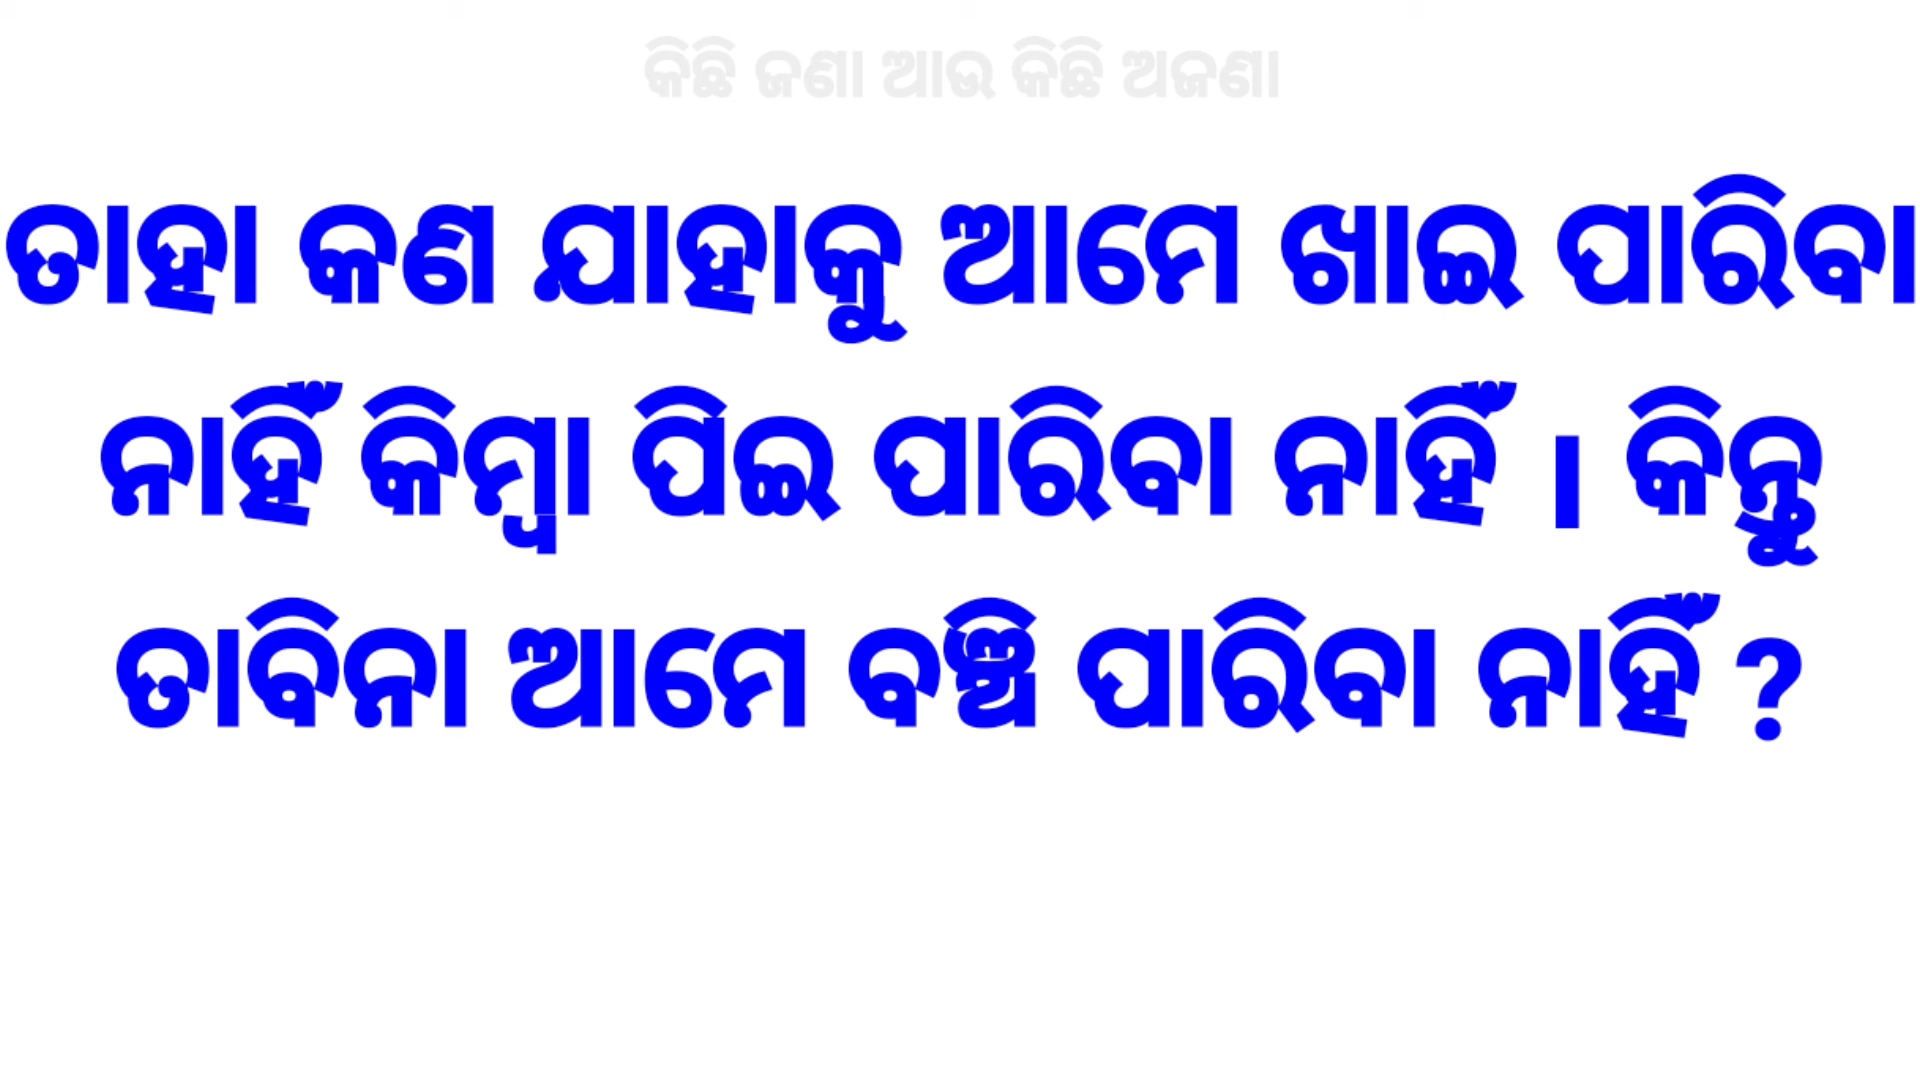 କିଛି ଜଣା ଆଉ କିଛି ଅଜଣା
ତାହା କଣ ଯାହାକୁ ଆମେ ଖାଇ ପାରିବା
ନାହିଁ କିମ୍ବା ପିଇ ପାରିବା ନାହିଁ । କିନ୍ତୁ
ତାବିନା ଆମେ ବଞ୍ଚି ପାରିବା ନାହିଁ ?